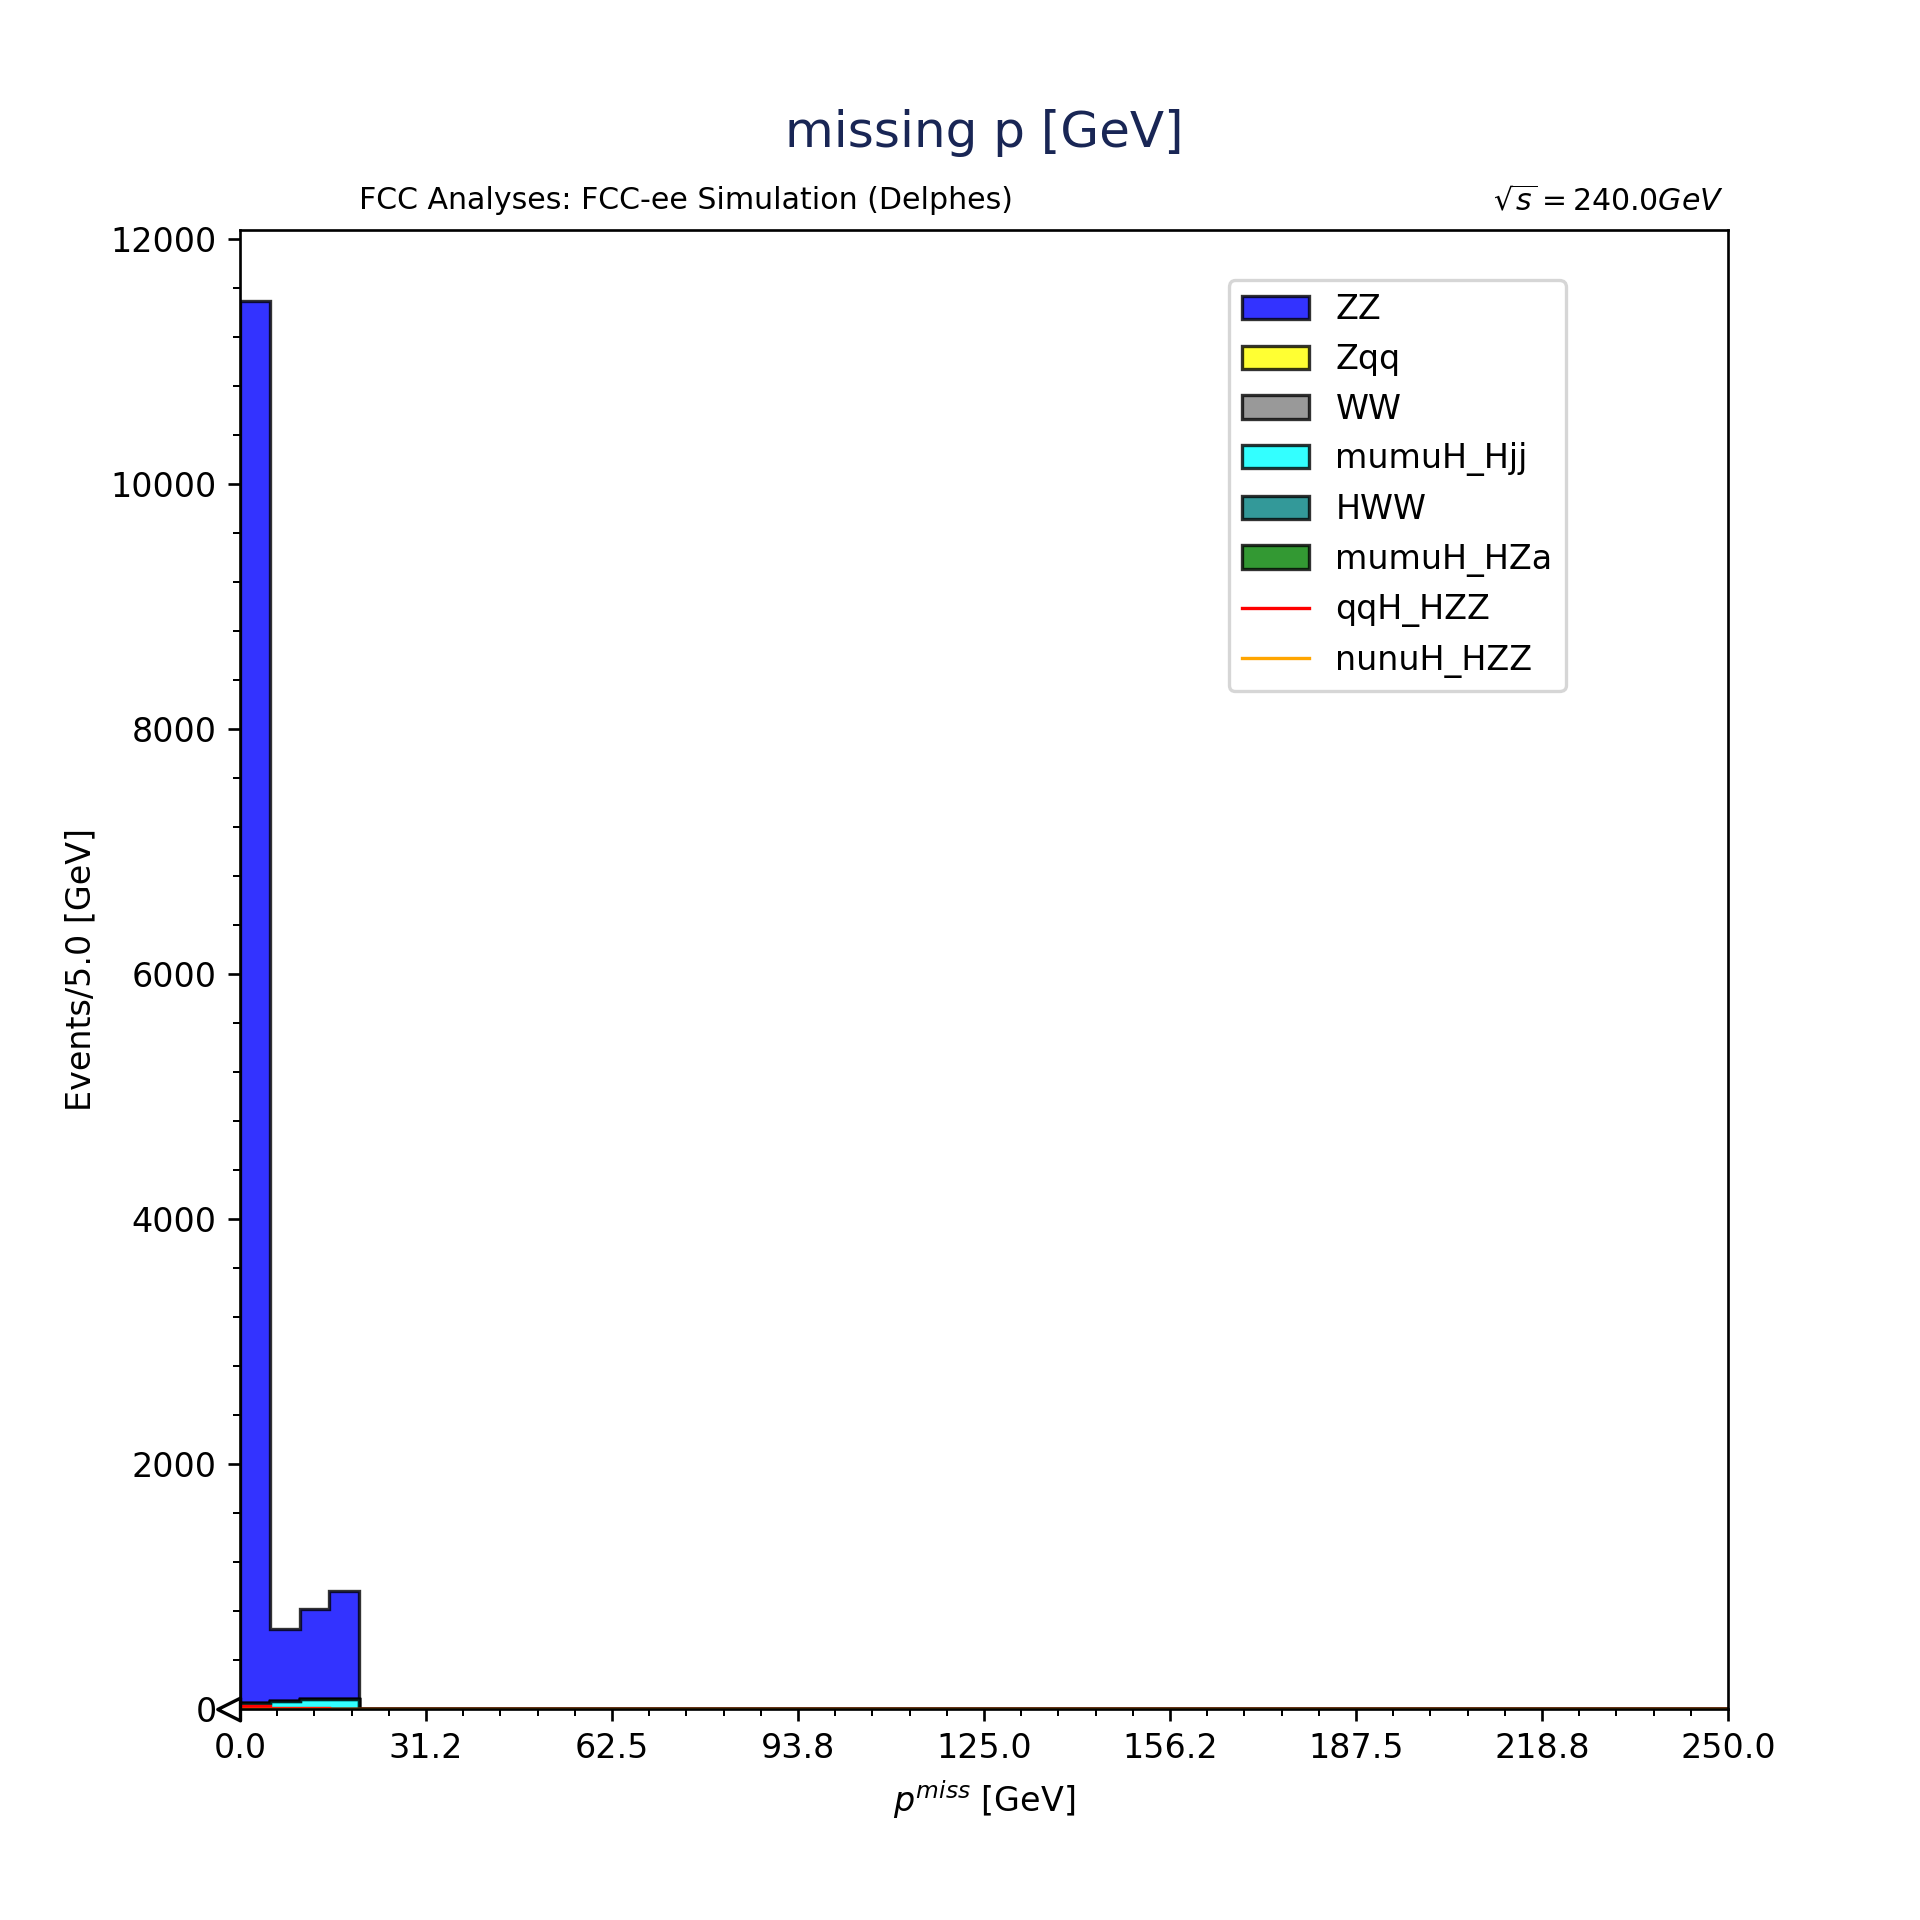 missing p [GeV]
FCC Analyses: FCC-ee Simulation (Delphes)
√s = 240.0GeV
12000
10000
8000
6000
4000
2000
0
Events/5.0 [GeV]
ZZ
Zqq
WW
mumuH_Hjj
HWW
mumuH_HZa
qqH_HZZ
nunuH_HZZ
0.0 31.2 62.5 93.8 125.0 156.2 187.5 218.8 250.0
p^miss [GeV]